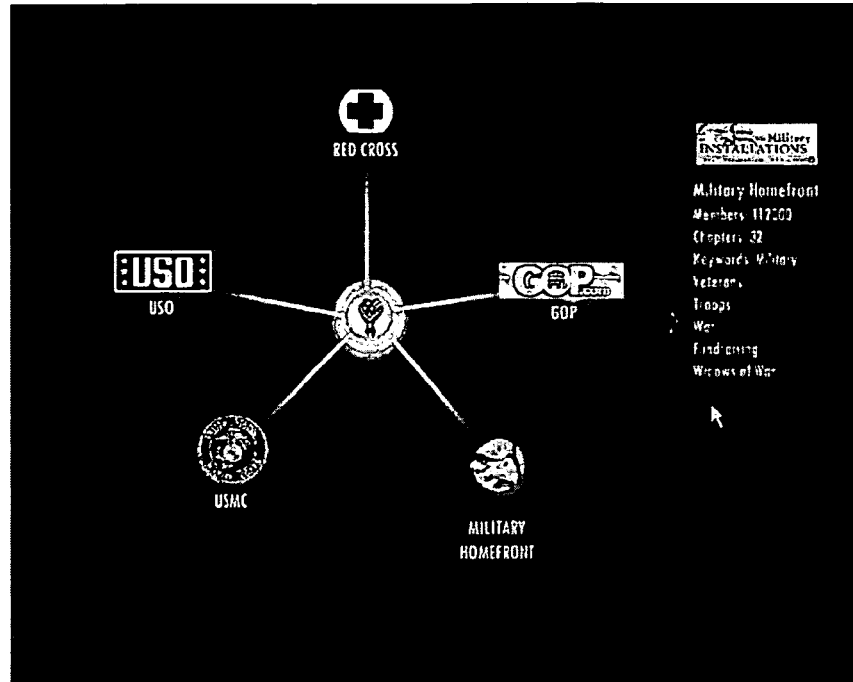 RED CROSS
USO
USO
GOP.com
GOP
USMC
MILITARY
HOMEFRONT
Military
INSTALLATIONS
Military Homefront
Members: 112000
Chapters: 32
Keywords: Military
Veterans
Troops
War
Fundraising
Widows of War